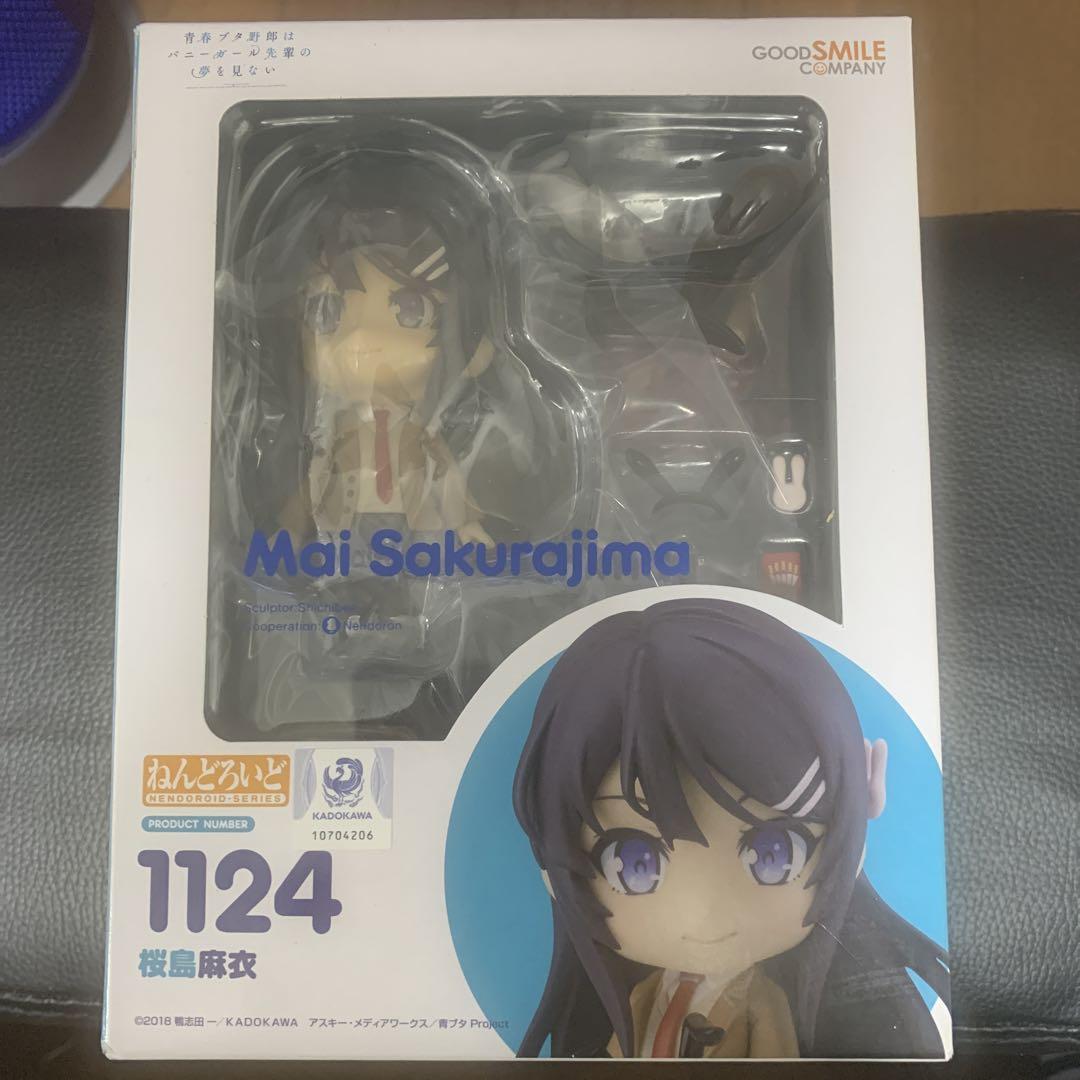 青春ブタ野郎は
バニーガール先輩の
夢を見ない
GOOD SMILE
COMPANY
Mai Sakurajima
Sculptor:Shichibee
Cooperation: Nendoron
ねんどろいど
NENDOROID-SERIES
KADOKAWA
10704206
PRODUCT NUMBER
1124
桜島麻衣
©2018 鴨志田 一/KADOKAWA アスキー・メディアワークス/青ブタ Project